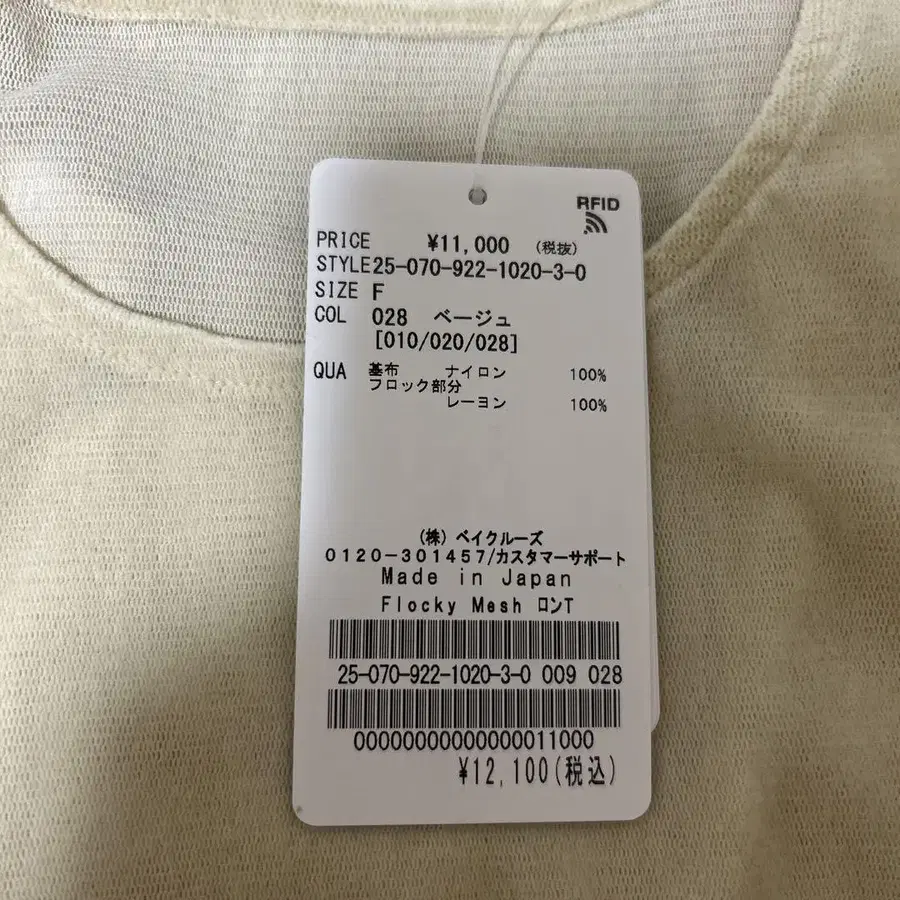 RFID
PRICE ¥11,000 (税抜)
STYLE25-070-922-1020-3-0
SIZE F
COL 028 ベージュ
[010/020/028]
QUA 基布 ナイロン 100%
フロック部分
レーヨン 100%
(株) ベイクルーズ
0120-301457/カスタマーサポート
Made in Japan
Flocky Mesh ロンT
25-070-922-1020-3-0 009 028
00000000000000011000
¥12,100(税込)